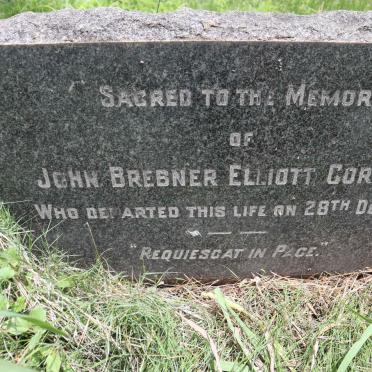 SACRED TO THE MEMOR
OF
JOHN BREBNER ELLIOTT COR
WHO DEPARTED THIS LIFE ON 28TH D
"REQUIESCAT IN PACE."